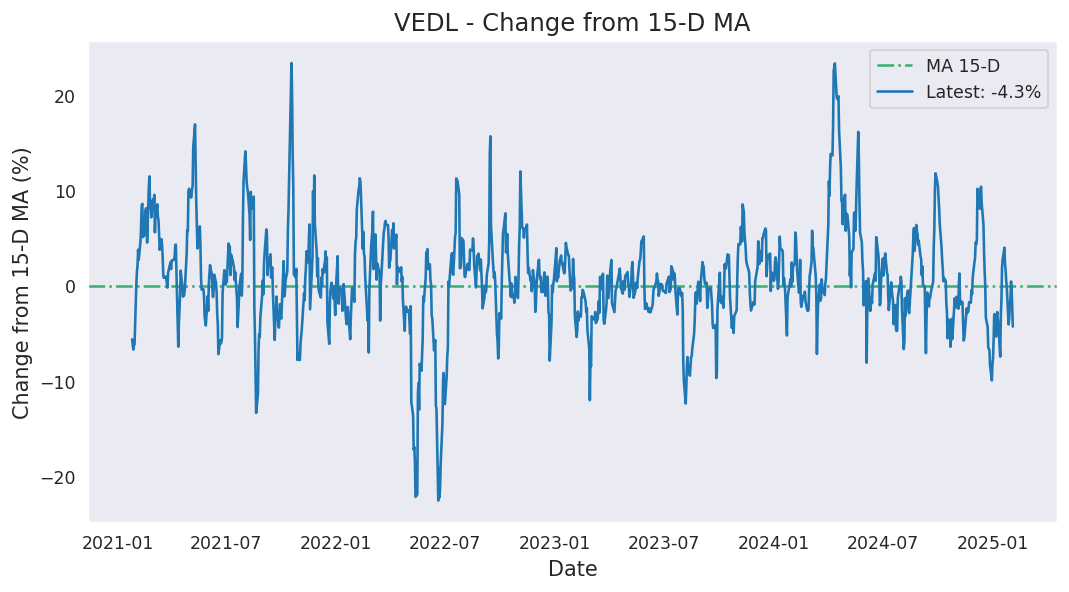 VEDL - Change from 15-D MA
MA 15-D
Latest: -4.3%
Change from 15-D MA (%)
20
10
0
−10
−20
2021-01
2021-07
2022-01
2022-07
2023-01
2023-07
2024-01
2024-07
2025-01
Date